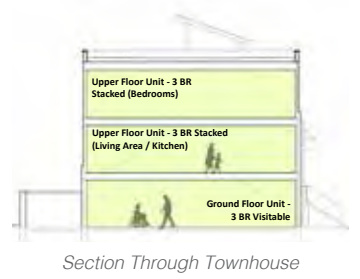 Upper Floor Unit - 3 BR
Stacked (Bedrooms)
Upper Floor Unit - 3 BR Stacked
(Living Area / Kitchen)
Ground Floor Unit -
3 BR Visitable
Section Through Townhouse